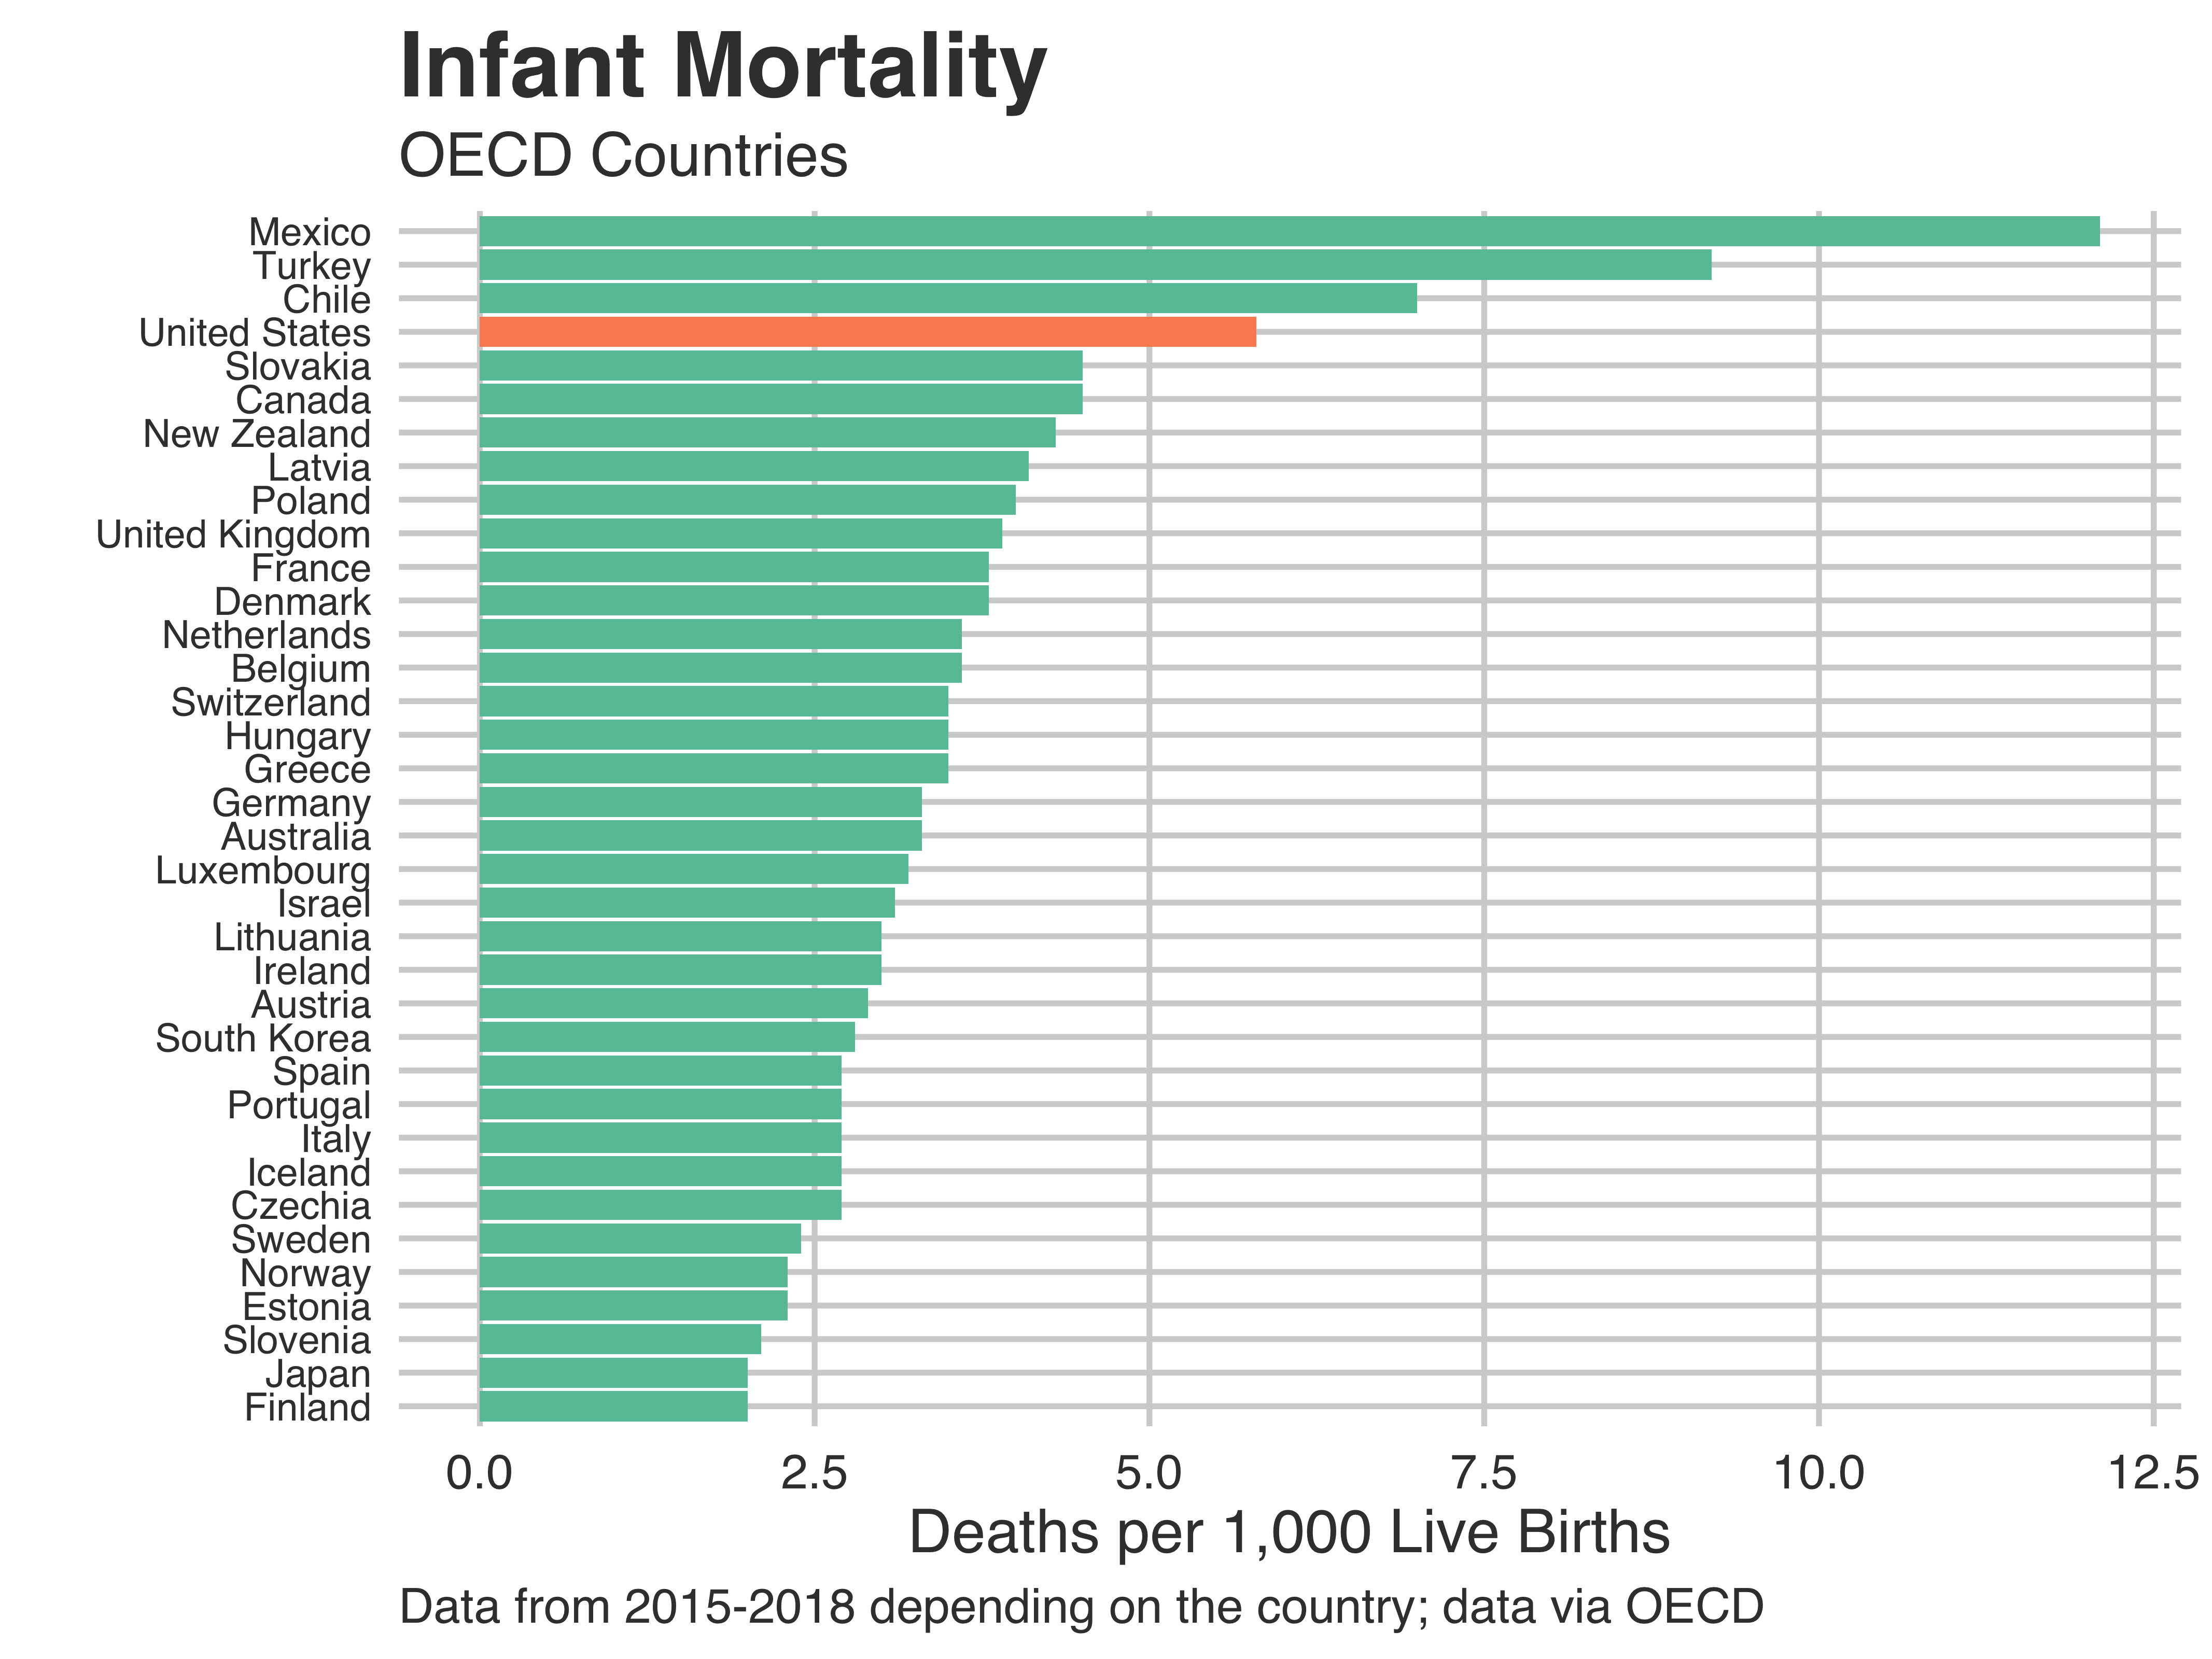 Infant Mortality
OECD Countries
Mexico
Turkey
Chile
United States
Slovakia
Canada
New Zealand
Latvia
Poland
United Kingdom
France
Denmark
Netherlands
Belgium
Switzerland
Hungary
Greece
Germany
Australia
Luxembourg
Israel
Lithuania
Ireland
Austria
South Korea
Spain
Portugal
Italy
Iceland
Czechia
Sweden
Norway
Estonia
Slovenia
Japan
Finland
0.0 2.5 5.0 7.5 10.0 12.5
Deaths per 1,000 Live Births
Data from 2015-2018 depending on the country; data via OECD